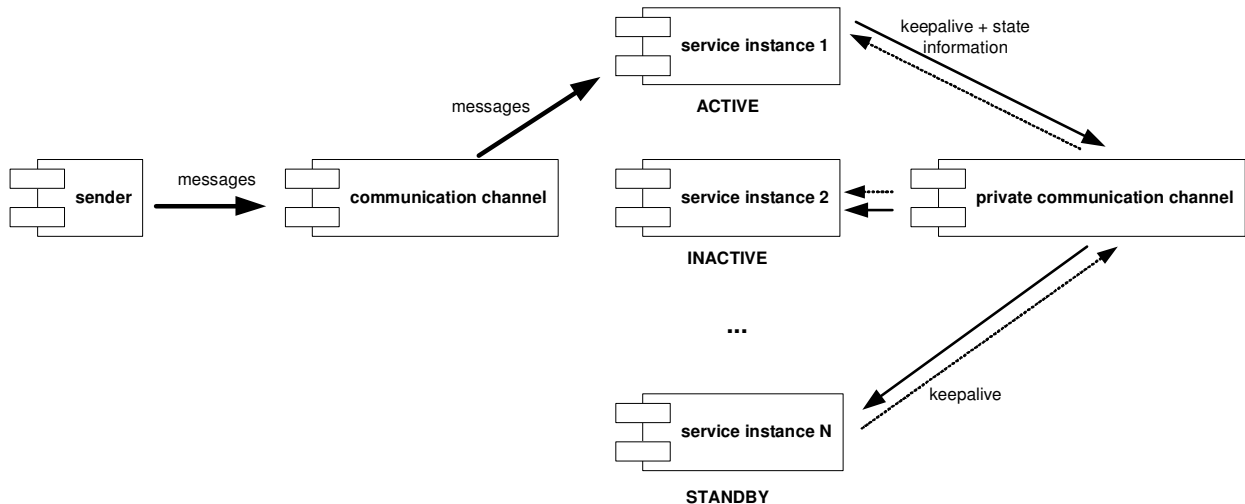 service instance 1
keepalive + state
information
ACTIVE
messages
messages
sender
communication channel
service instance 2
private communication channel
INACTIVE
...
service instance N
keepalive
STANDBY